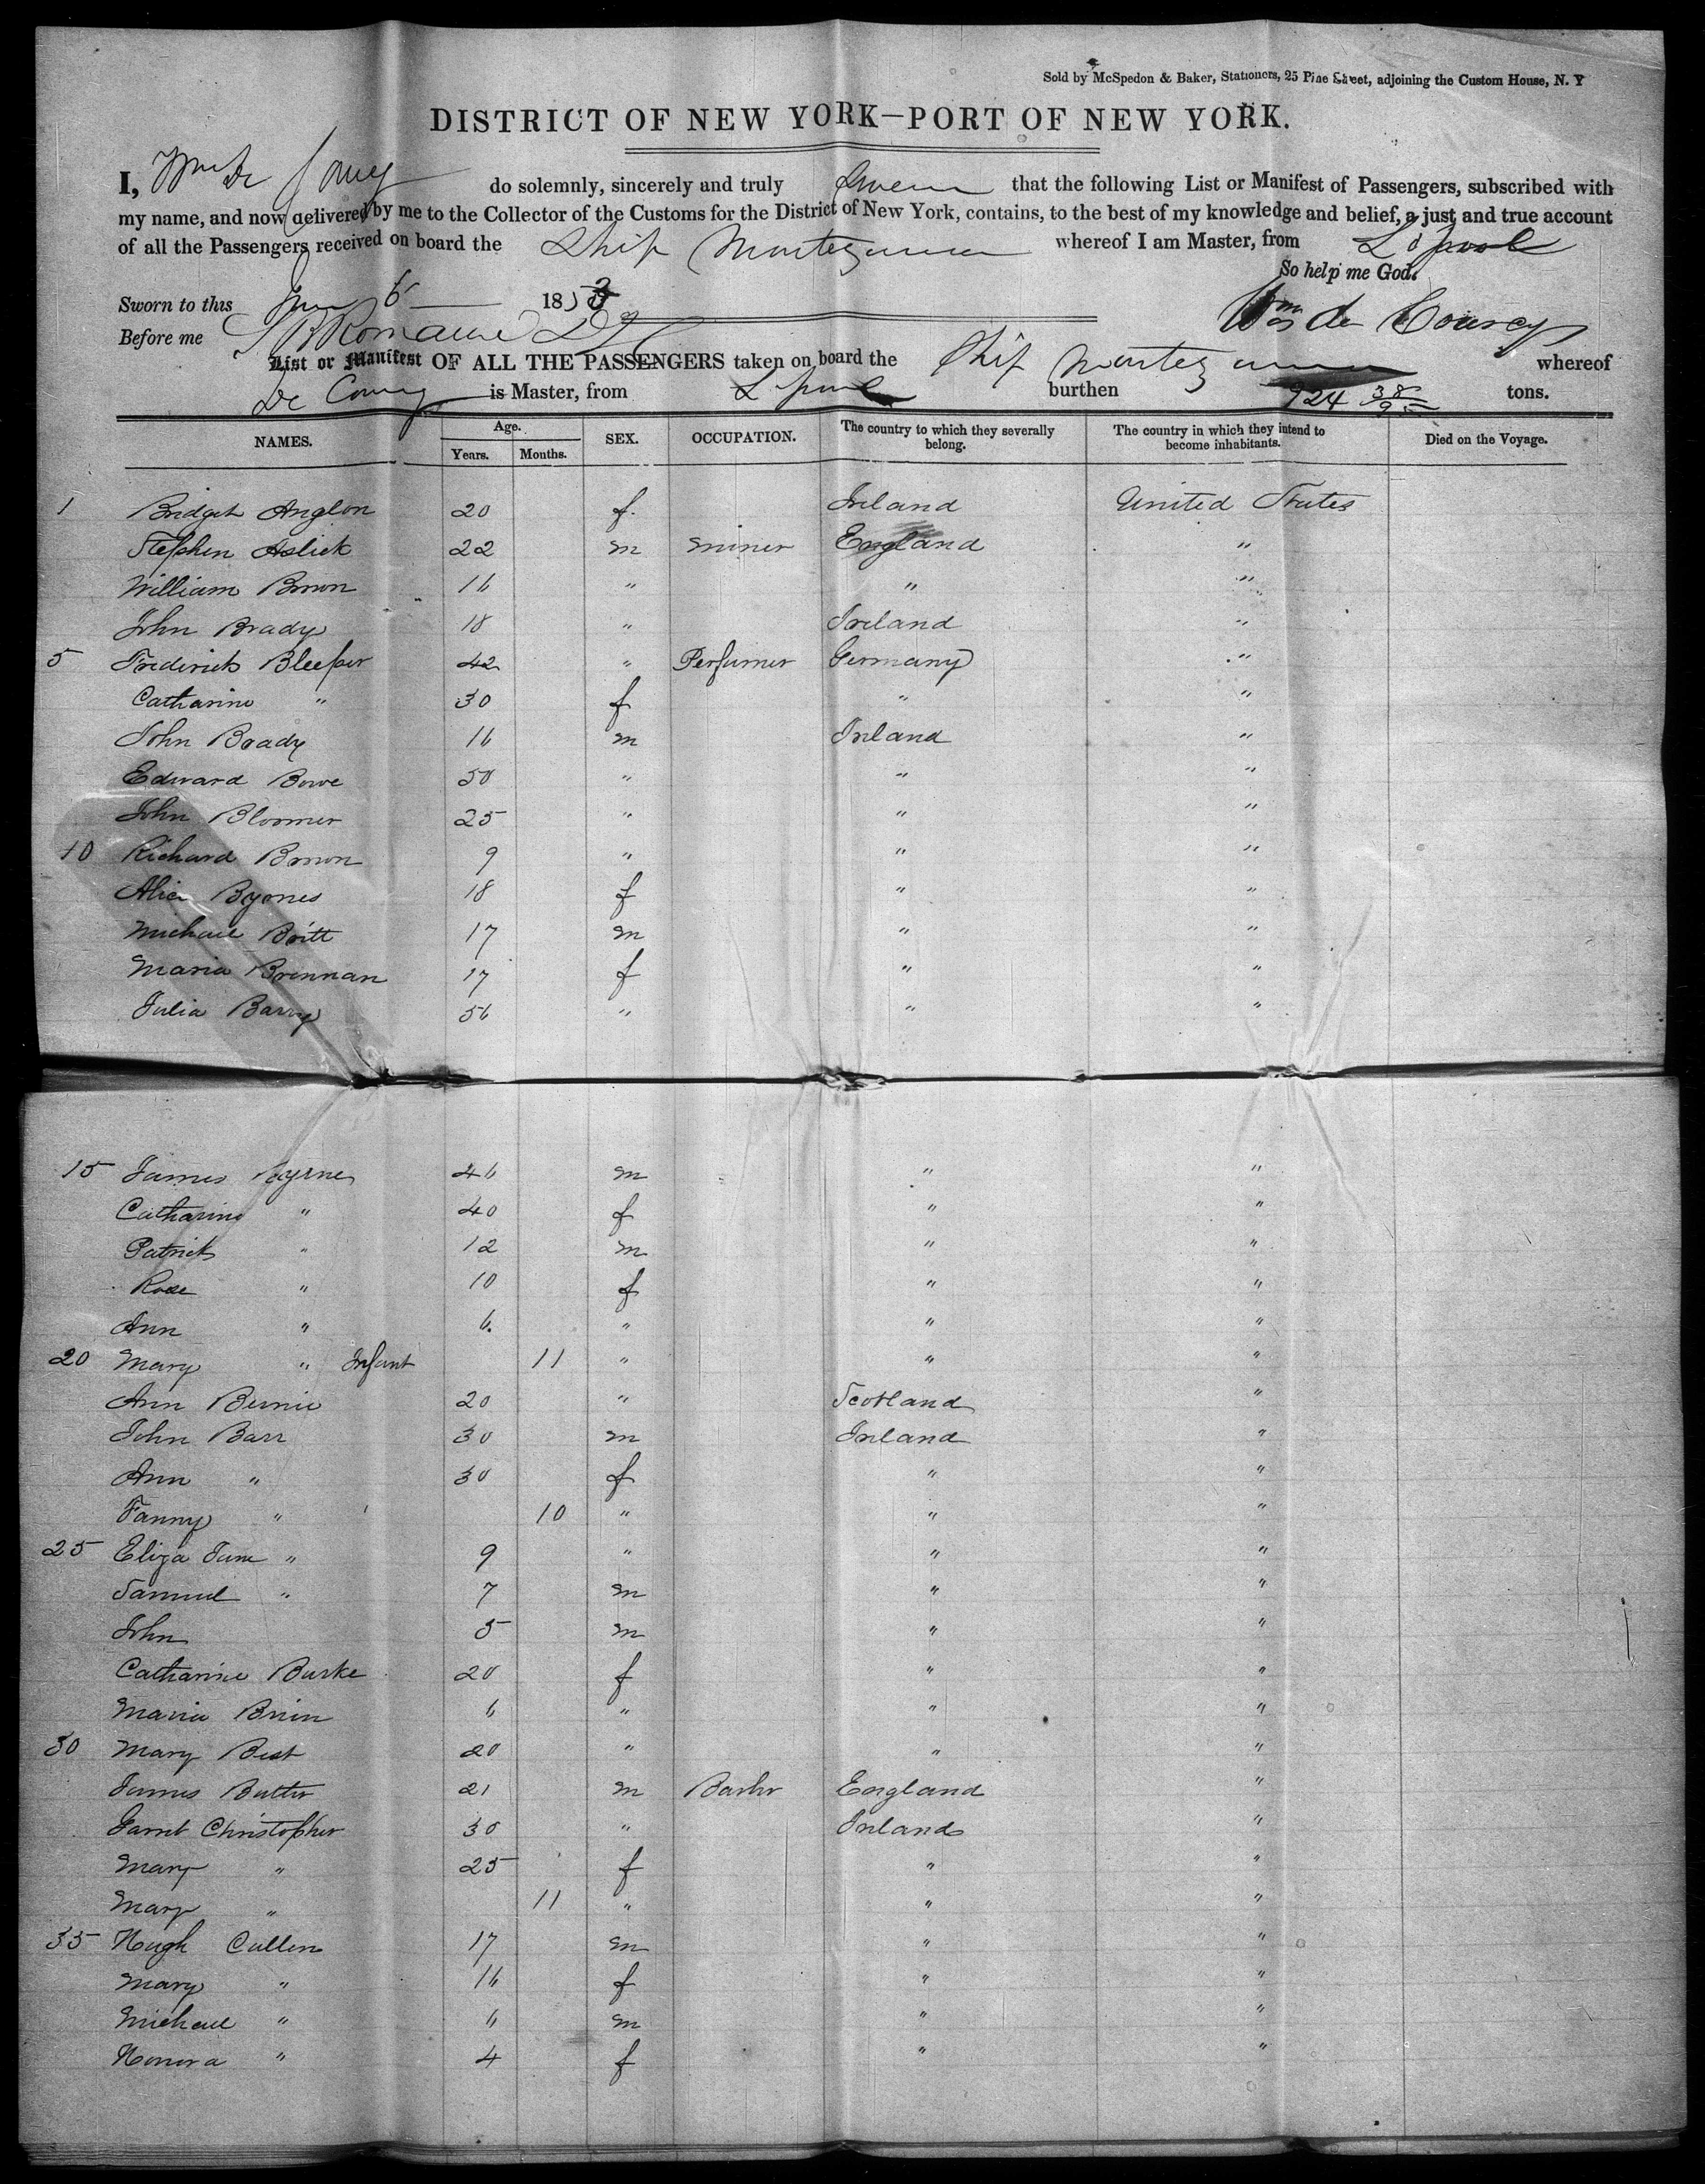 Sold by McSpedon & Baker, Stationers, 25 Pine Street, adjoining the Custom House, N. Y
DISTRICT OF NEW YORK—PORT OF NEW YORK.
I, Wm De Courcy do solemnly, sincerely and truly swear that the following List or Manifest of Passengers, subscribed with
my name, and now delivered by me to the Collector of the Customs for the District of New York, contains, to the best of my knowledge and belief, a just and true account
of all the Passengers received on board the Ship Montezuma whereof I am Master, from L'pool
So help me God.
Sworn to this 6 1853
Before me Romaine Wm de Courcy
List or Manifest OF ALL THE PASSENGERS taken on board the Ship Montezuma whereof
De Courcy is Master, from L'pool burthen 924 38/95 tons.
NAMES. Age. Years. Months. SEX. OCCUPATION. The country to which they severally belong. The country in which they intend to become inhabitants. Died on the Voyage.
1 Bridget Anglon 20 f. Ireland United States
Stephen Aslick 22 m miner England "
William Brown 16 " " "
John Brady 18 " Ireland "
5 Frederick Bleeper 42 " Perfumer Germany "
Catharine " 30 f " "
John Brady 16 m Ireland "
Edward Bowe 50 " " "
John Bloomer 25 " " "
10 Richard Brown 9 " " "
Alice Byrnes 18 f " "
Michael Britt 17 m " "
Maria Brennan 17 f " "
Julia Barry 56 " " "
15 James Byrnes 46 m " "
Catharine " 40 f " "
Patrick " 12 m " "
Rose " 10 f " "
Ann " 6. " " "
20 Mary " Infant 11 " " "
Ann Bernie 20 " Scotland "
John Barr 30 m Ireland "
Ann " 30 f " "
Fanny " 10 " " "
25 Eliza Jane " 9 " " "
Samuel " 7 m " "
John 5 m " "
Catharine Burke 20 f " "
Maria Brien 6 " " "
30 Mary Best 20 " " "
James Butler 21 m England "
Garret Christopher 30 " Ireland "
Mary " 25 f " "
Mary " 11 " " "
35 Hugh Cullen 17 m " "
Mary " 16 f " "
Michael " 6 m " "
Honora " 4 f " "